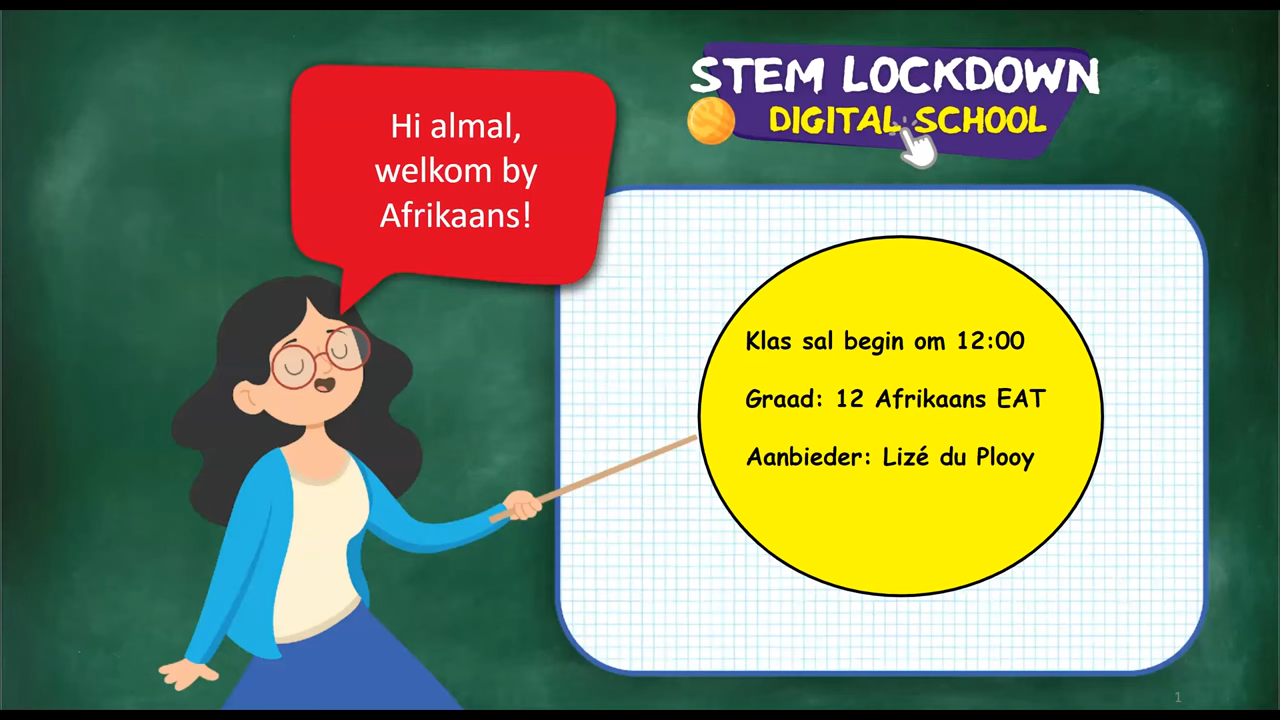 STEM LOCKDOWN
DIGITAL SCHOOL
Hi almal,
welkom by
Afrikaans!
Klas sal begin om 12:00
Graad: 12 Afrikaans EAT
Aanbieder: Lizé du Plooy
1